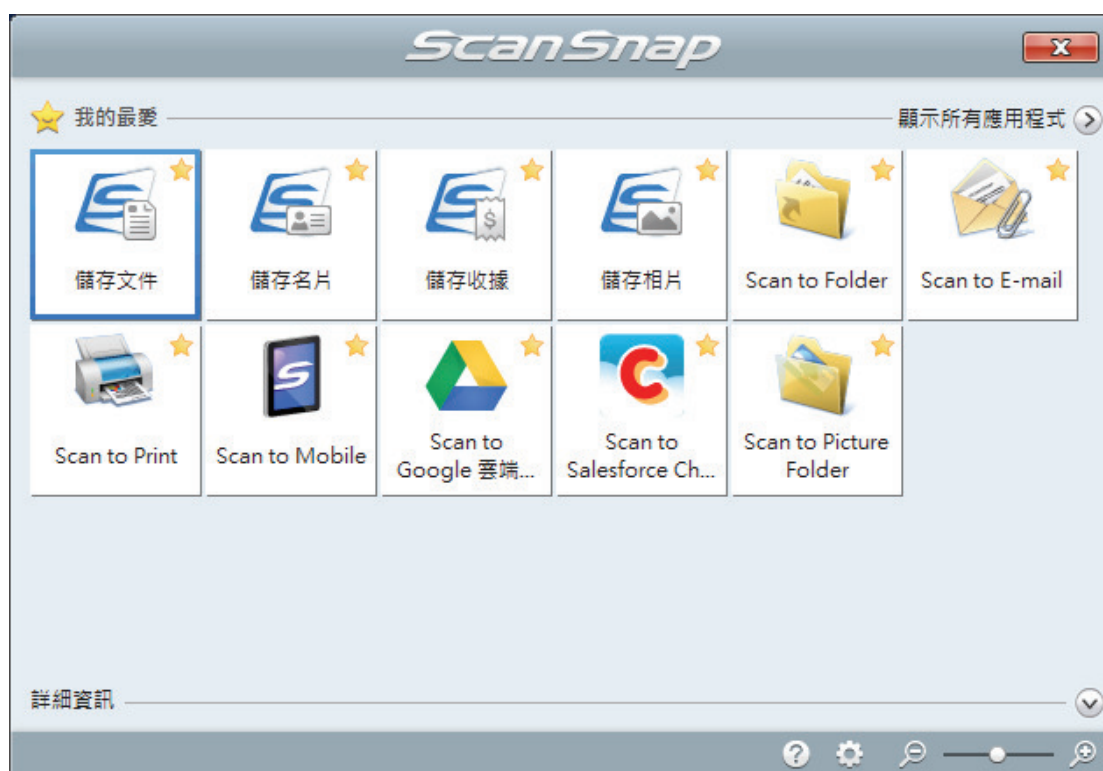 ScanSnap
我的最愛
顯示所有應用程式
儲存文件
儲存名片
儲存收據
儲存相片
Scan to Folder
Scan to E-mail
Scan to Print
Scan to Mobile
Scan to
Google 雲端...
Scan to
Salesforce Ch...
Scan to Picture
Folder
詳細資訊